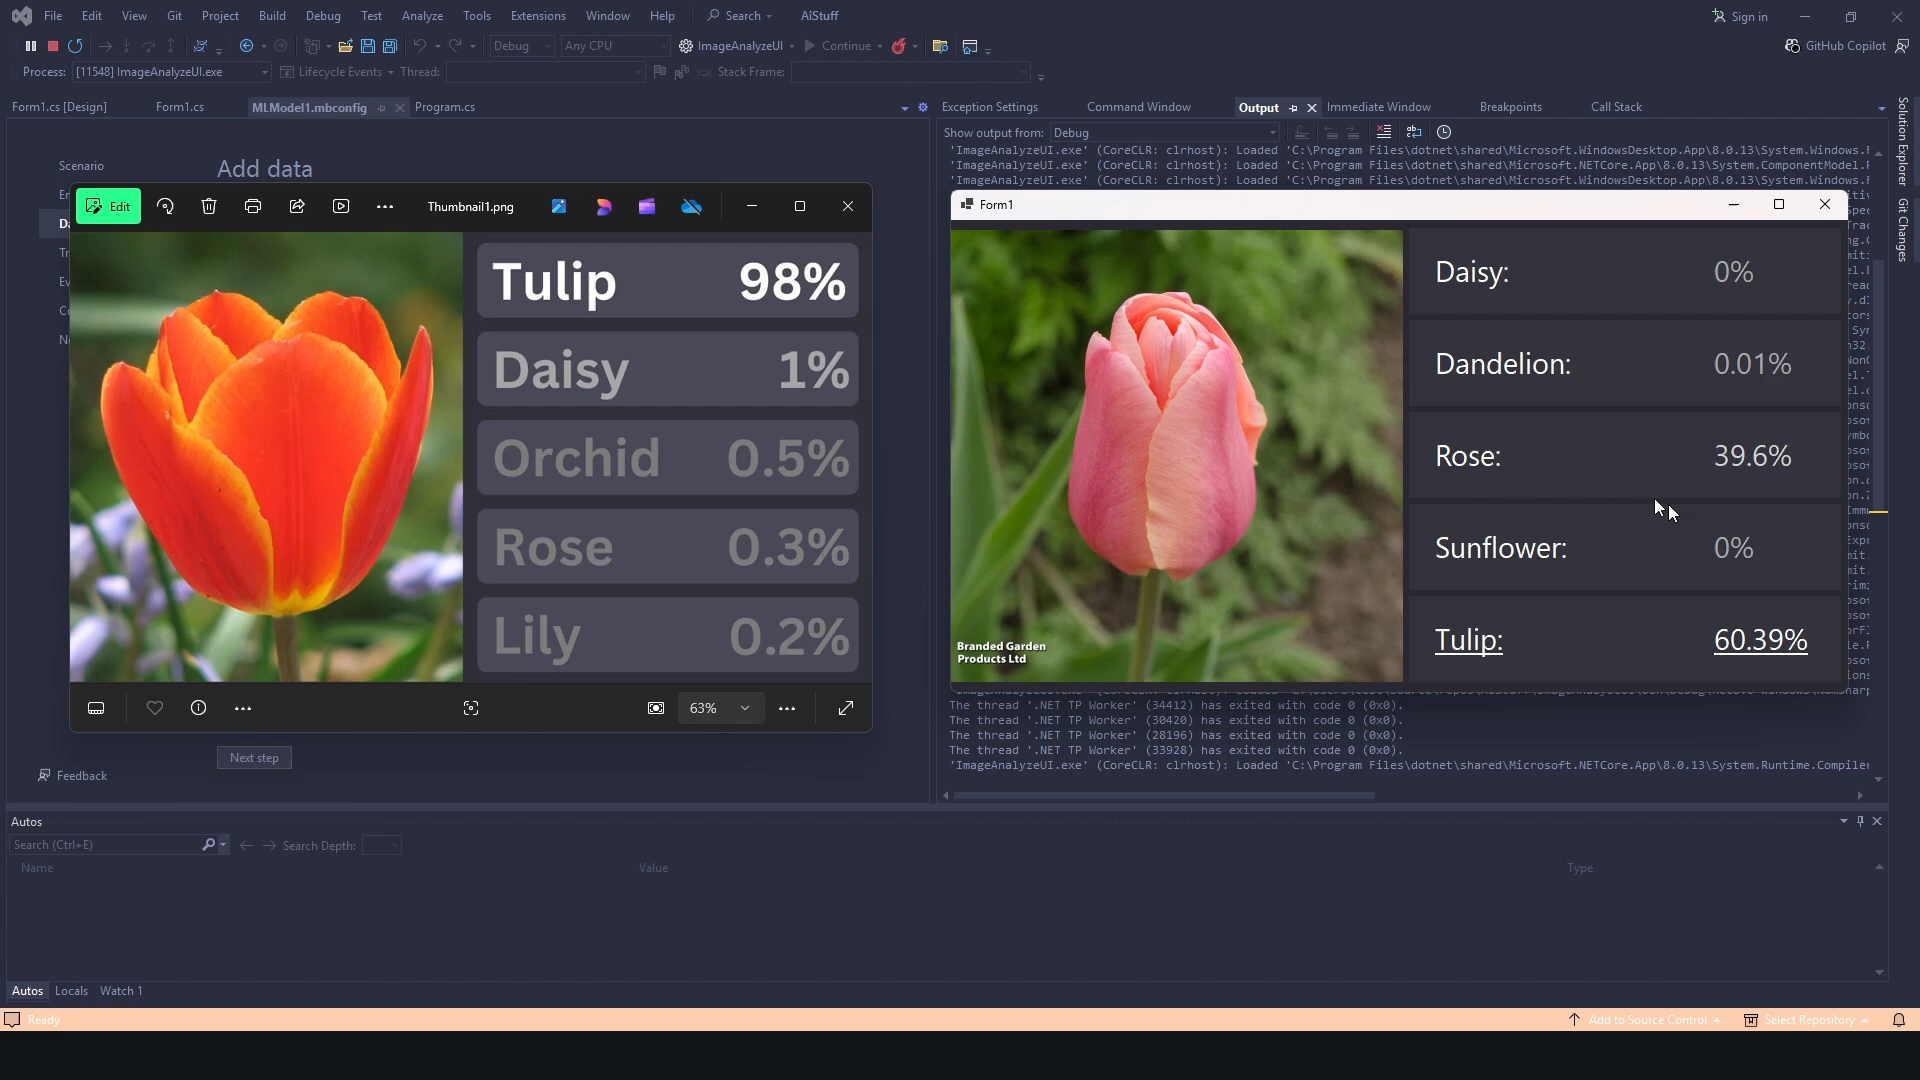 File Edit View Git Project Build Debug Test Analyze Tools Extensions Window Help Search AiStuff Sign in
Debug Any CPU ImageAnalyzeUI Continue GitHub Copilot
Process: [11548] ImageAnalyzeUI.exe Lifecycle Events Thread: Stack Frame:
Form1.cs [Design] Form1.cs MLModel1.mbconfig Program.cs
Exception Settings Command Window Output Immediate Window Breakpoints Call Stack
Solution Explorer
Git Changes
Show output from: Debug
'ImageAnalyzeUI.exe' (CoreCLR: clrhost): Loaded 'C:\Program Files\dotnet\shared\Microsoft.WindowsDesktop.App\8.0.13\System.Windows.F
'ImageAnalyzeUI.exe' (CoreCLR: clrhost): Loaded 'C:\Program Files\dotnet\shared\Microsoft.NETCore.App\8.0.13\System.ComponentModel.F
'ImageAnalyzeUI.exe' (CoreCLR: clrhost): Loaded 'C:\Program Files\dotnet\shared\Microsoft.WindowsDesktop.App\8.0.13\System.Windows.F
Scenario
Add data
Edit Thumbnail1.png
Tulip 98%
Daisy 1%
Orchid 0.5%
Rose 0.3%
Lily 0.2%
63%
Next step
Feedback
Form1
Daisy: 0%
Dandelion: 0.01%
Rose: 39.6%
Sunflower: 0%
Tulip: 60.39%
Branded Garden
Products Ltd
The thread '.NET TP Worker' (34412) has exited with code 0 (0x0).
The thread '.NET TP Worker' (30420) has exited with code 0 (0x0).
The thread '.NET TP Worker' (28196) has exited with code 0 (0x0).
The thread '.NET TP Worker' (33928) has exited with code 0 (0x0).
'ImageAnalyzeUI.exe' (CoreCLR: clrhost): Loaded 'C:\Program Files\dotnet\shared\Microsoft.NETCore.App\8.0.13\System.Runtime.Compiler
Autos
Search (Ctrl+E) Search Depth:
Name Value Type
Autos Locals Watch 1
Ready Add to Source Control Select Repository